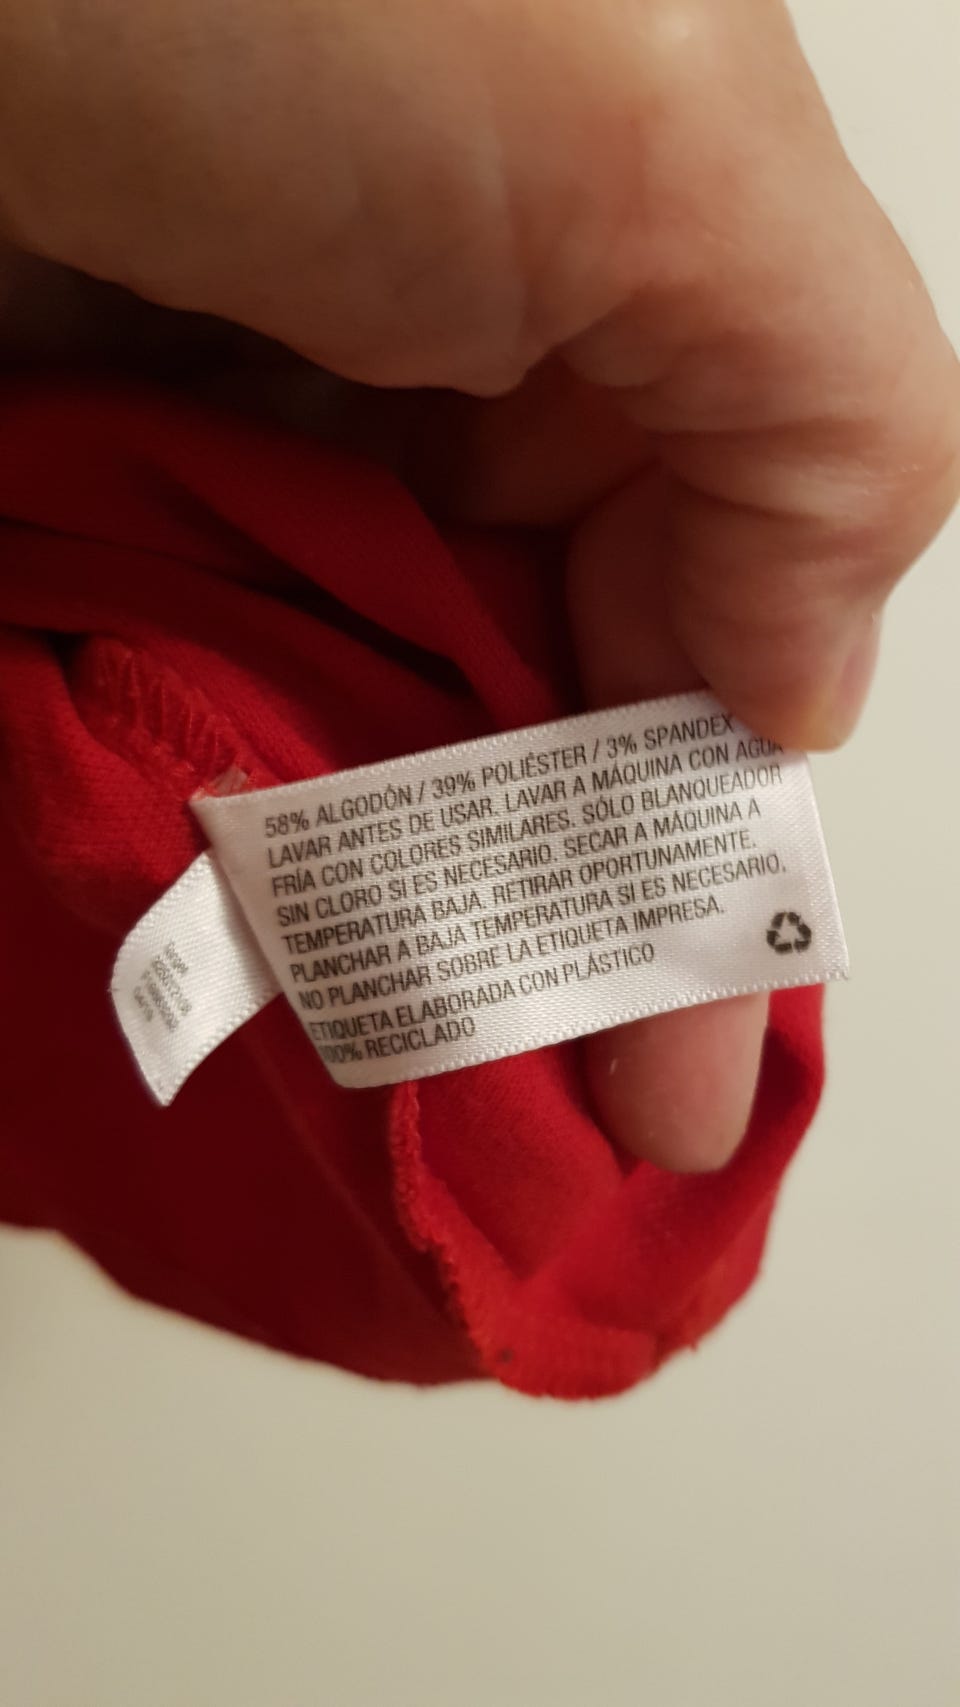 58% ALGODÓN / 39% POLIÉSTER / 3% SPANDEX
LAVAR ANTES DE USAR. LAVAR A MÁQUINA CON AGUA
FRÍA CON COLORES SIMILARES. SÓLO BLANQUEADOR
SIN CLORO SI ES NECESARIO. SECAR A MÁQUINA A
TEMPERATURA BAJA. RETIRAR OPORTUNAMENTE.
PLANCHAR A BAJA TEMPERATURA SI ES NECESARIO.
NO PLANCHAR SOBRE LA ETIQUETA IMPRESA.
ETIQUETA ELABORADA CON PLÁSTICO
100% RECICLADO